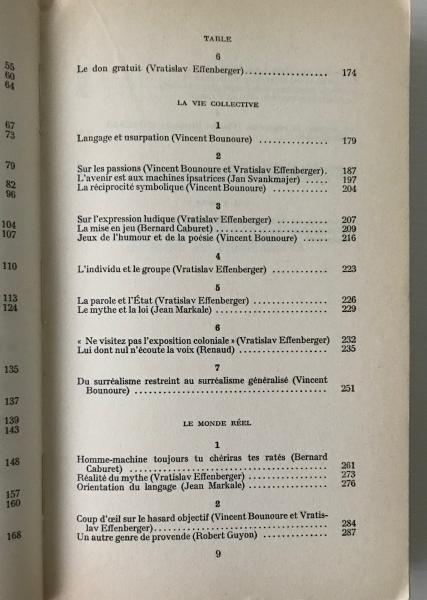 55
60
64
67
73
79
82
96
104
107
110
113
124
135
137
139
143
148
157
160
168
TABLE
6
Le don gratuit (Vratislav Effenberger).................. 174
LA VIE COLLECTIVE
1
Langage et usurpation (Vincent Bounoure) ............... 179
2
Sur les passions (Vincent Bounoure et Vratislav Effenberger). 187
L'avenir est aux machines ipsatrices (Jan Svankmajer) ..... 197
La réciprocité symbolique (Vincent Bounoure) ............ 204
3
Sur l'expression ludique (Vratislav Effenberger) ........... 207
La mise en jeu (Bernard Caburet) ....................... 209
Jeux de l'humour et de la poésie (Vincent Bounoure) ...... 216
4
L'individu et le groupe (Vratislav Effenberger) ............ 223
5
La parole et l'État (Vratislav Effenberger) ................ 226
Le mythe et la loi (Jean Markale) ....................... 229
6
« Ne visitez pas l'exposition coloniale » (Vratislav Effenberger) 232
Lui dont nul n'écoute la voix (Renaud) .................. 235
7
Du surréalisme restreint au surréalisme généralisé (Vincent
Bounoure) ........................................ 251
LE MONDE RÉEL
1
Homme-machine toujours tu chériras tes ratés (Bernard
Caburet) ......................................... 261
Réalité du mythe (Vratislav Effenberger) ................. 273
Orientation du langage (Jean Markale) ................... 276
2
Coup d'œil sur le hasard objectif (Vincent Bounoure et Vratis-
lav Effenberger)................................... 284
Un autre genre de provende (Robert Guyon) ............. 287
9